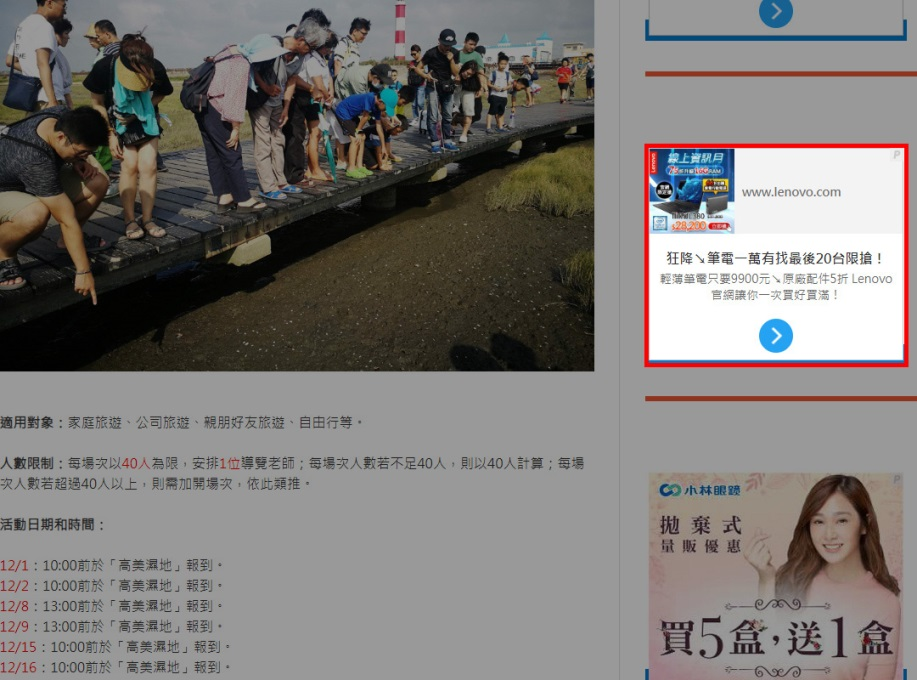 適用對象：家庭旅遊、公司旅遊、親朋好友旅遊、自由行等。
人數限制：每場次以40人為限，安排1位導覽老師；每場次人數若不足40人，則以40人計算；每場
次人數若超過40人以上，則需加開場次，依此類推。
活動日期和時間：
12/1：10:00前於「高美濕地」報到。
12/2：10:00前於「高美濕地」報到。
12/8：13:00前於「高美濕地」報到。
12/9：13:00前於「高美濕地」報到。
12/15：10:00前於「高美濕地」報到。
12/16：10:00前於「高美濕地」報到。
Lenovo
線上資訊月
www.lenovo.com
狂降↘筆電一萬有找最後20台限搶！
輕薄筆電只要9900元↘原廠配件5折 Lenovo
官網讓你一次買好買滿！
小林眼鏡
拋棄式
量販優惠
買5盒，送1盒